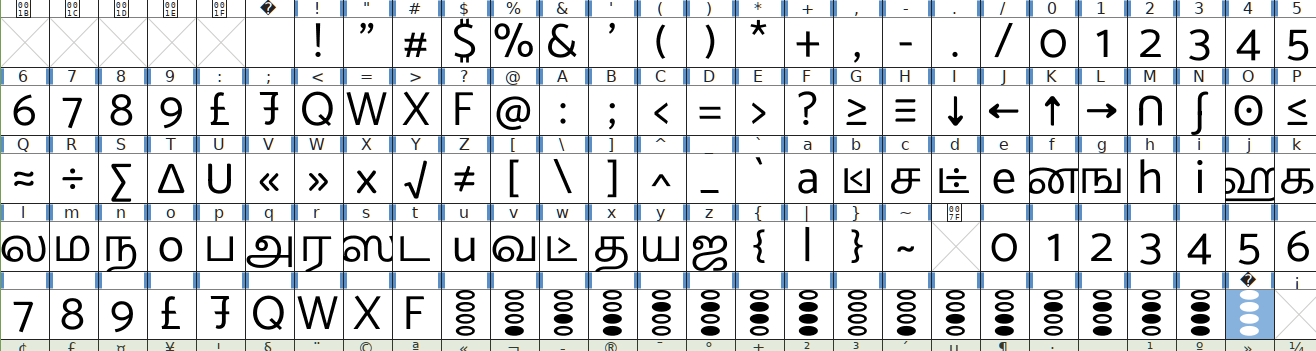 001B 001C 001D 001E 001F � ! " # $ % & ' ( ) * + , - . / 0 1 2 3 4 5
! ” # $ % & ’ ( ) * + , - . / 0 1 2 3 4 5
6 7 8 9 : ; < = > ? @ A B C D E F G H I J K L M N O P
6 7 8 9 £ Q W X F @ : ; < = > ? ≥ ≡ ↓ ← ↑ → ∩ ∫ ⊙ ≤
Q R S T U V W X Y Z [ \ ] ^ _ ` a b c d e f g h i j k
≈ ÷ ∑ ∆ U « » x √ ≠ [ \ ] ^ _ ` a ச e ண ங h i ஹ க
l m n o p q r s t u v w x y z { | } ~ 007F
ல ம ந o ப அ ர ஸ ட u வ த ய ஜ { | } ~ 0 1 2 3 4 5 6
� ¡
7 8 9 £ Q W X F
¢ £ ¤ ¥ ¦ § ¨ © ª « ¬ - ® ¯ ° ± ² ³ ´ µ ¶ · ¸ ¹ º » ¼